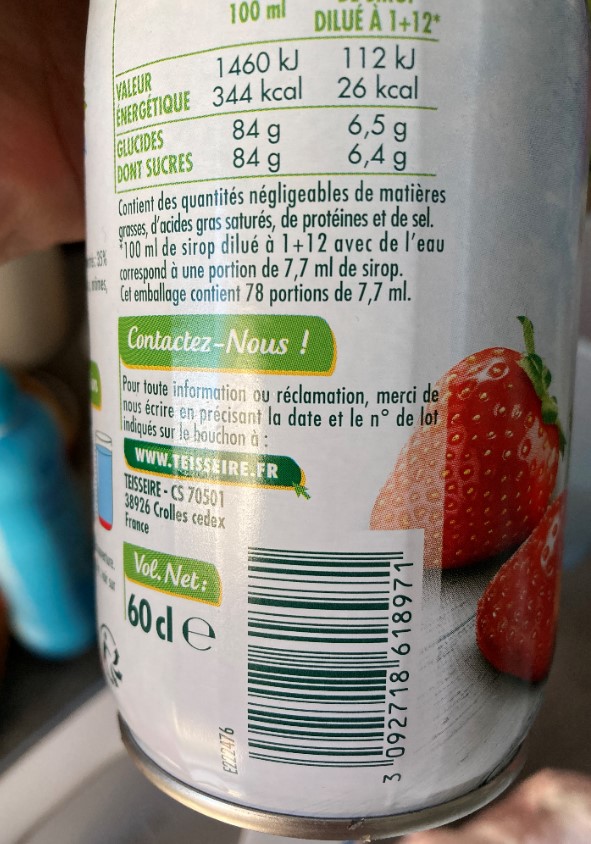 100 ml
DILUÉ À 1+12*
VALEUR ÉNERGÉTIQUE
1460 kJ 112 kJ
344 kcal 26 kcal
GLUCIDES 84 g 6,5 g
DONT SUCRES 84 g 6,4 g
Contient des quantités négligeables de matières
grasses, d'acides gras saturés, de protéines et de sel.
*100 ml de sirop dilué à 1+12 avec de l'eau
correspond à une portion de 7,7 ml de sirop.
Cet emballage contient 78 portions de 7,7 ml.
Contactez-Nous !
Pour toute information ou réclamation, merci de
nous écrire en précisant la date et le n° de lot
indiqués sur le bouchon à :
WWW.TEISSEIRE.FR
TEISSEIRE - CS 70501
38926 Crolles cedex
France
Vol. Net:
60 cl e
E222476
3 092718 618971